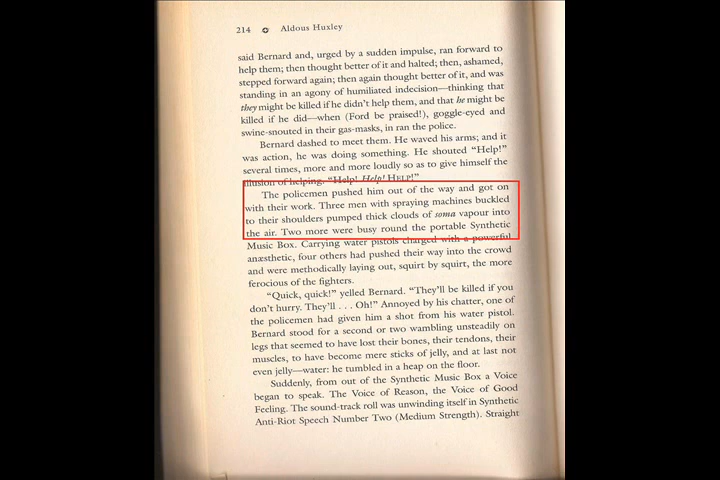 214 Aldous Huxley
said Bernard and, urged by a sudden impulse, ran forward to
help them; then thought better of it and halted; then, ashamed,
stepped forward again; then again thought better of it, and was
standing in an agony of humiliated indecision—thinking that
they might be killed if he didn't help them, and that he might be
killed if he did—when (Ford be praised!), goggle-eyed and
swine-snouted in their gas-masks, in ran the police.
Bernard dashed to meet them. He waved his arms; and it
was action, he was doing something. He shouted "Help!"
several times, more and more loudly so as to give himself the
illusion of helping. "Help! Help! HELP!"
The policemen pushed him out of the way and got on
with their work. Three men with spraying machines buckled
to their shoulders pumped thick clouds of soma vapour into
the air. Two more were busy round the portable Synthetic
Music Box. Carrying water pistols charged with a powerful
anæsthetic, four others had pushed their way into the crowd
and were methodically laying out, squirt by squirt, the more
ferocious of the fighters.
"Quick, quick!" yelled Bernard. "They'll be killed if you
don't hurry. They'll . . . Oh!" Annoyed by his chatter, one of
the policemen had given him a shot from his water pistol.
Bernard stood for a second or two wambling unsteadily on
legs that seemed to have lost their bones, their tendons, their
muscles, to have become mere sticks of jelly, and at last not
even jelly—water: he tumbled in a heap on the floor.
Suddenly, from out of the Synthetic Music Box a Voice
began to speak. The Voice of Reason, the Voice of Good
Feeling. The sound-track roll was unwinding itself in Synthetic
Anti-Riot Speech Number Two (Medium Strength). Straight